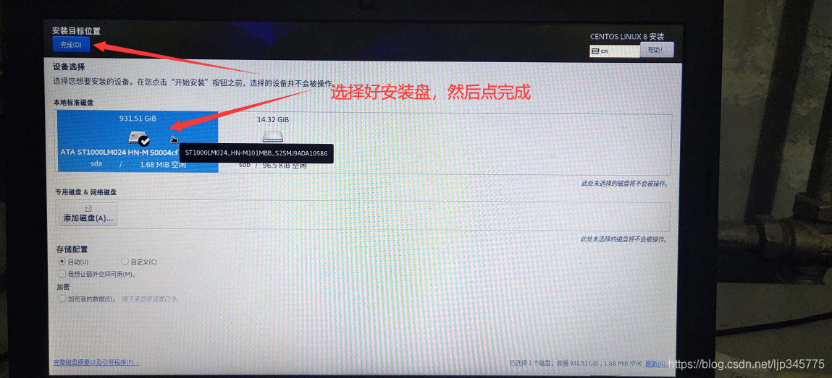 安装目标位置
完成(D)
CENTOS LINUX 8 安装
cn
帮助!
设备选择
选择您想要安装的设备。在您点击“开始安装”按钮之前，选择的设备并不会被操作。
选择好安装盘，然后点完成
本地标准磁盘
931.51 GiB
14.32 GiB
ATA ST1000LM024 HN-M 50004cf
ST1000LM024_HN-M101MBB_S2SMJ9ADA10586
sda / 1.68 MiB 空闲
sdb / 96.5 KiB 空闲
此处未选择的磁盘将不会被操作。
专用磁盘 & 网络磁盘
添加磁盘(A)...
此处未选择的磁盘将不会被操作。
存储配置
自动(U)
自定义(C)
我想让额外空间可用(M)。
加密
加密我的数据(E)。 接下来您要设置口令。
完整磁盘摘要以及引导程序(F)...
已选择 1 个磁盘；容量 931.51 GiB；1.68 MiB 空闲 刷新(R)
https://blog.csdn.net/ljp345775